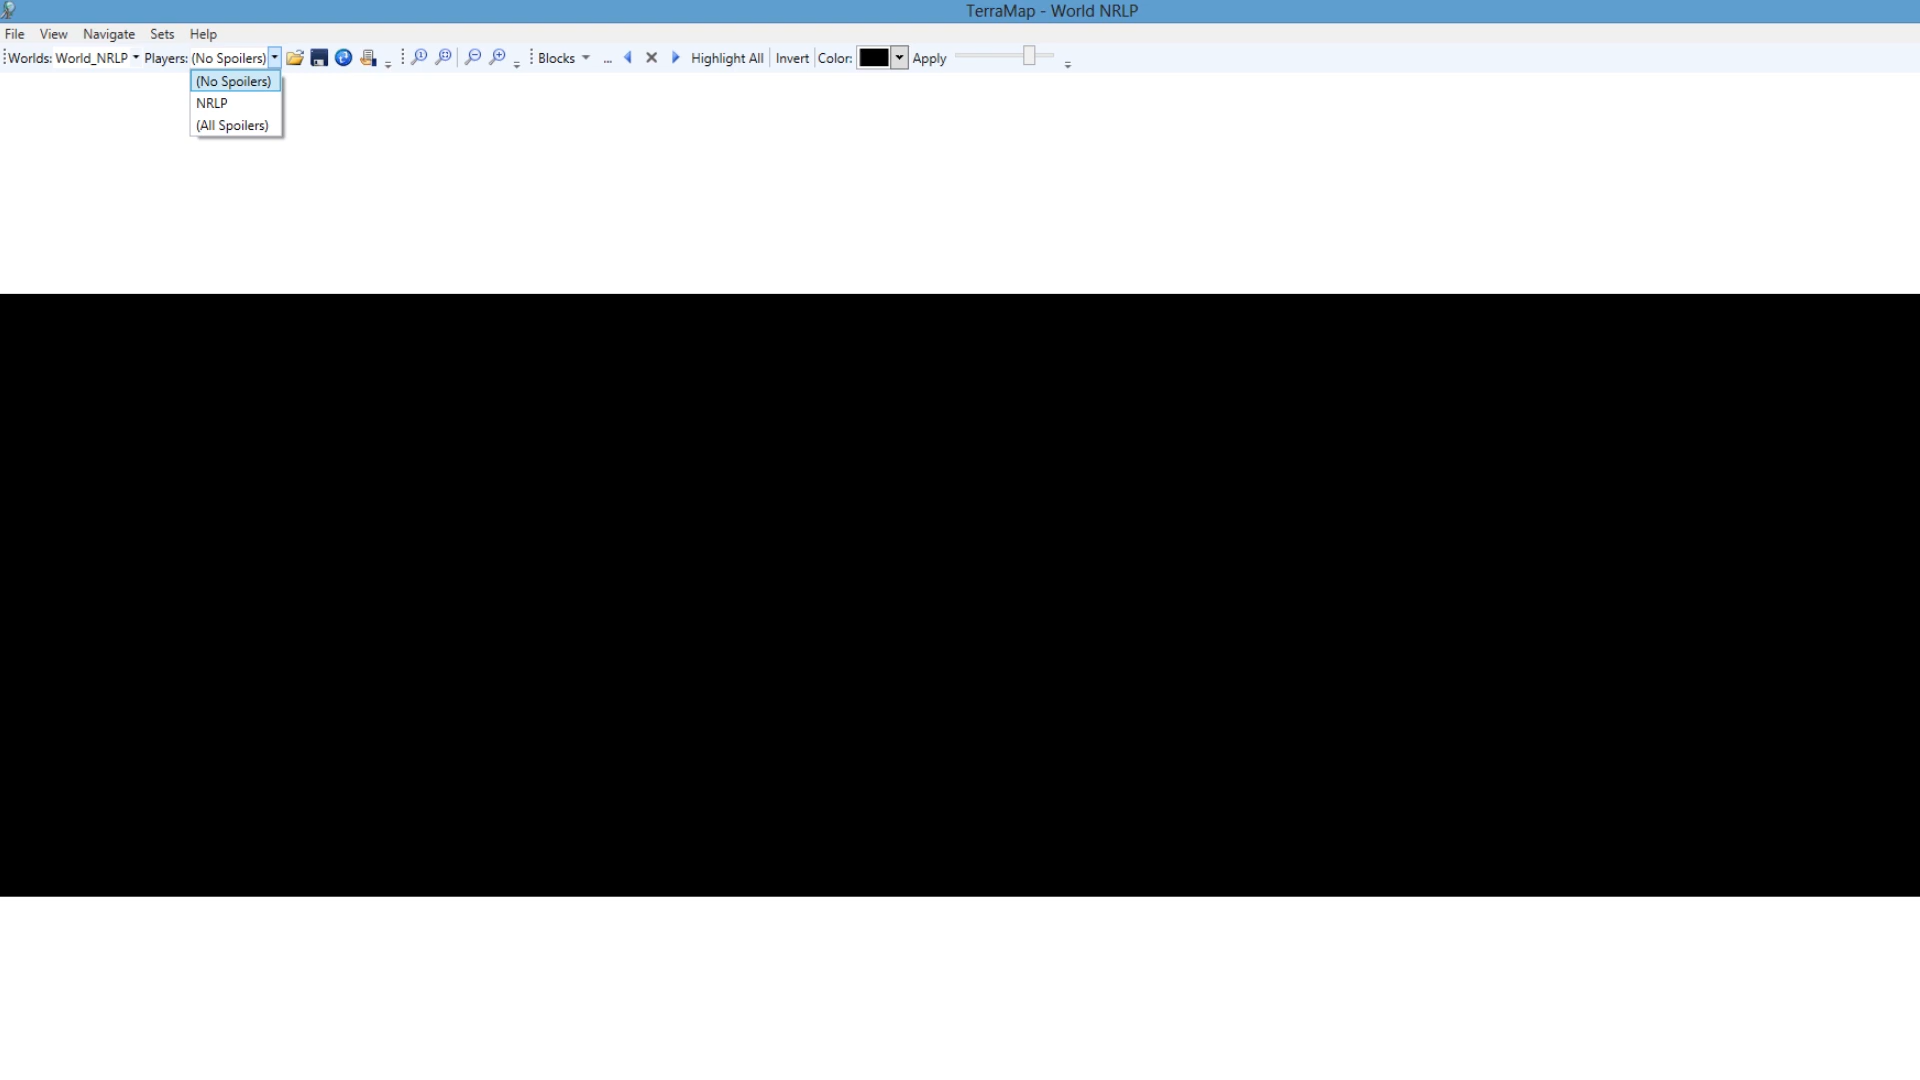 TerraMap - World NRLP
File View Navigate Sets Help
Worlds: World_NRLP Players: (No Spoilers) Blocks ... Highlight All Invert Color: Apply
(No Spoilers)
NRLP
(All Spoilers)